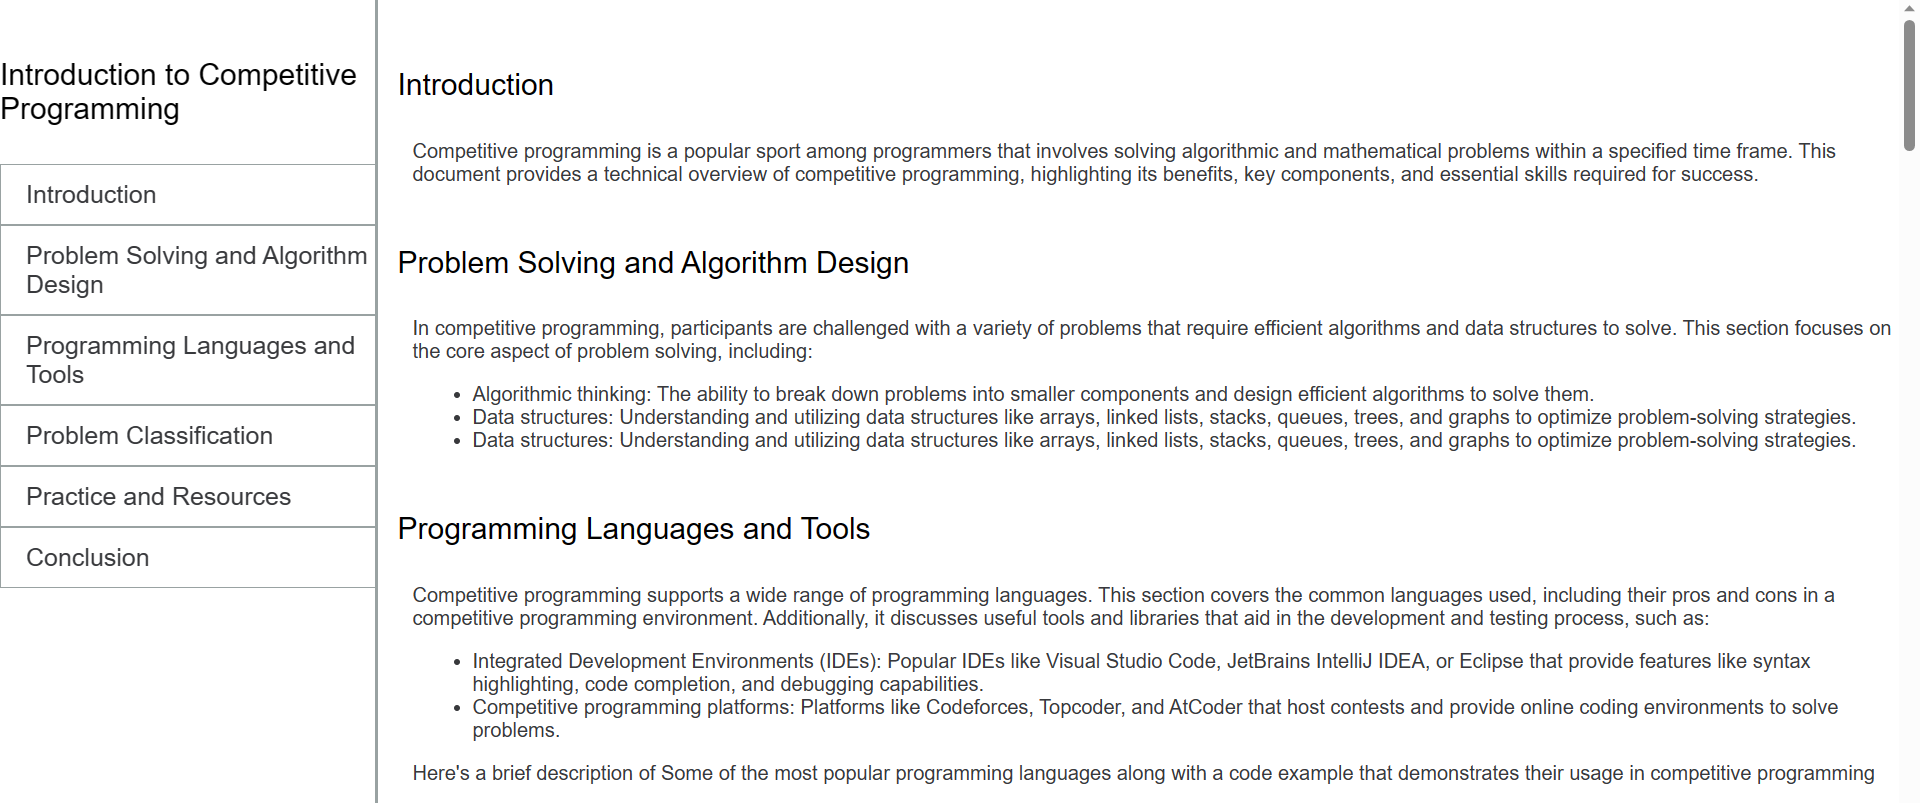 Introduction to Competitive
Programming
Introduction
Problem Solving and Algorithm
Design
Programming Languages and
Tools
Problem Classification
Practice and Resources
Conclusion
Introduction
Competitive programming is a popular sport among programmers that involves solving algorithmic and mathematical problems within a specified time frame. This
document provides a technical overview of competitive programming, highlighting its benefits, key components, and essential skills required for success.
Problem Solving and Algorithm Design
In competitive programming, participants are challenged with a variety of problems that require efficient algorithms and data structures to solve. This section focuses on
the core aspect of problem solving, including:
• Algorithmic thinking: The ability to break down problems into smaller components and design efficient algorithms to solve them.
• Data structures: Understanding and utilizing data structures like arrays, linked lists, stacks, queues, trees, and graphs to optimize problem-solving strategies.
• Data structures: Understanding and utilizing data structures like arrays, linked lists, stacks, queues, trees, and graphs to optimize problem-solving strategies.
Programming Languages and Tools
Competitive programming supports a wide range of programming languages. This section covers the common languages used, including their pros and cons in a
competitive programming environment. Additionally, it discusses useful tools and libraries that aid in the development and testing process, such as:
• Integrated Development Environments (IDEs): Popular IDEs like Visual Studio Code, JetBrains IntelliJ IDEA, or Eclipse that provide features like syntax
highlighting, code completion, and debugging capabilities.
• Competitive programming platforms: Platforms like Codeforces, Topcoder, and AtCoder that host contests and provide online coding environments to solve
problems.
Here's a brief description of Some of the most popular programming languages along with a code example that demonstrates their usage in competitive programming